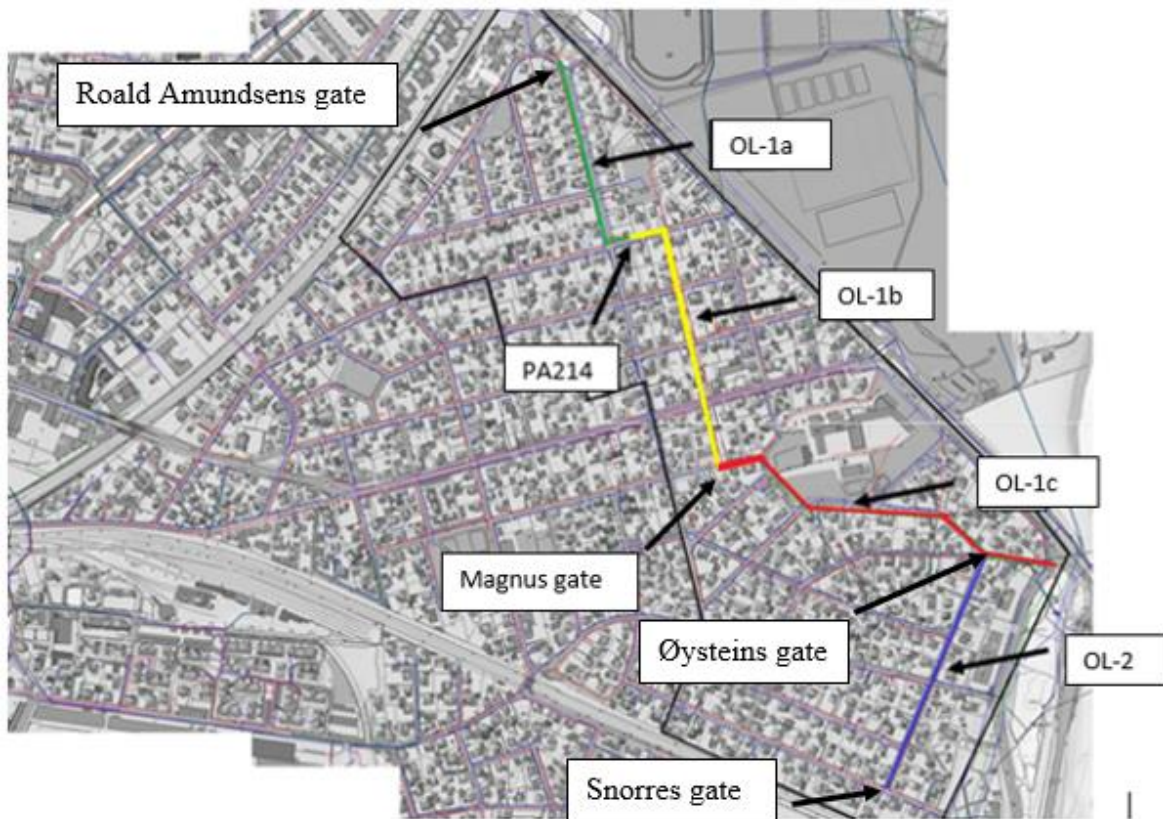 Roald Amundsens gate
OL-1a
OL-1b
PA214
OL-1c
Magnus gate
Øysteins gate
OL-2
Snorres gate